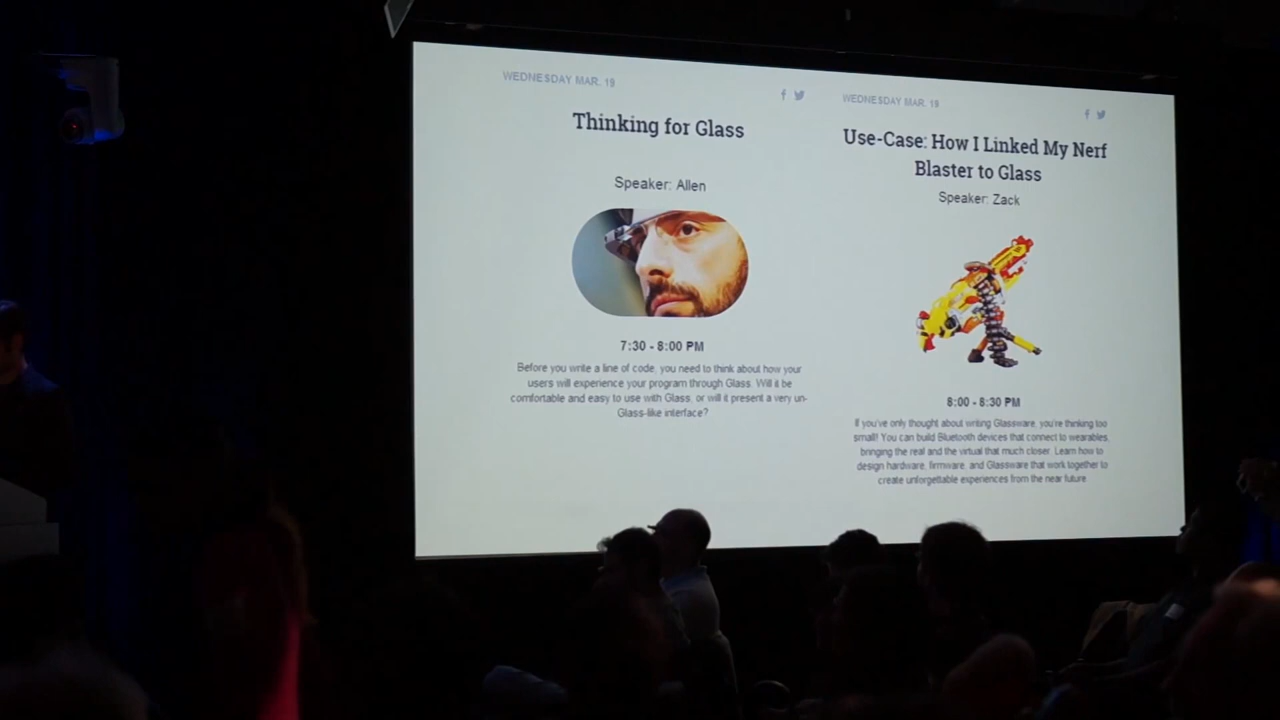 WEDNESDAY MAR. 19
Thinking for Glass
Speaker: Allen
7:30 - 8:00 PM
Before you write a line of code, you need to think about how your
users will experience your program through Glass. Will it be
comfortable and easy to use with Glass, or will it present a very un-
Glass-like interface?
WEDNESDAY MAR. 19
Use-Case: How I Linked My Nerf
Blaster to Glass
Speaker: Zack
8:00 - 8:30 PM
If you've only thought about writing Glassware, you're thinking too
small! You can build Bluetooth devices that connect to wearables,
bringing the real and the virtual that much closer. Learn how to
design hardware, firmware, and Glassware that work together to
create unforgettable experiences from the near future.